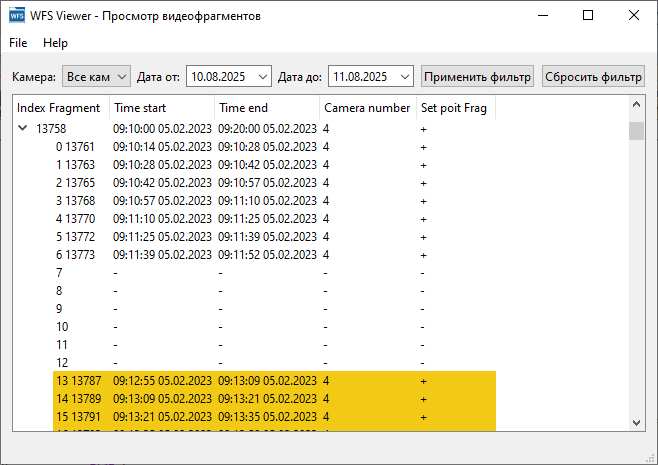 WFS WFS Viewer - Просмотр видеофрагментов
File Help
Камера: Все кам Дата от: 10.08.2025 Дата до: 11.08.2025 Применить фильтр Сбросить фильтр
Index Fragment Time start Time end Camera number Set poit Frag
13758 09:10:00 05.02.2023 09:20:00 05.02.2023 4 +
0 13761 09:10:14 05.02.2023 09:10:28 05.02.2023 4 +
1 13763 09:10:28 05.02.2023 09:10:42 05.02.2023 4 +
2 13765 09:10:42 05.02.2023 09:10:57 05.02.2023 4 +
3 13768 09:10:57 05.02.2023 09:11:10 05.02.2023 4 +
4 13770 09:11:10 05.02.2023 09:11:25 05.02.2023 4 +
5 13772 09:11:25 05.02.2023 09:11:39 05.02.2023 4 +
6 13773 09:11:39 05.02.2023 09:11:52 05.02.2023 4 +
7 - - - -
8 - - - -
9 - - - -
10 - - - -
11 - - - -
12 - - - -
13 13787 09:12:55 05.02.2023 09:13:09 05.02.2023 4 +
14 13789 09:13:09 05.02.2023 09:13:21 05.02.2023 4 +
15 13791 09:13:21 05.02.2023 09:13:35 05.02.2023 4 +